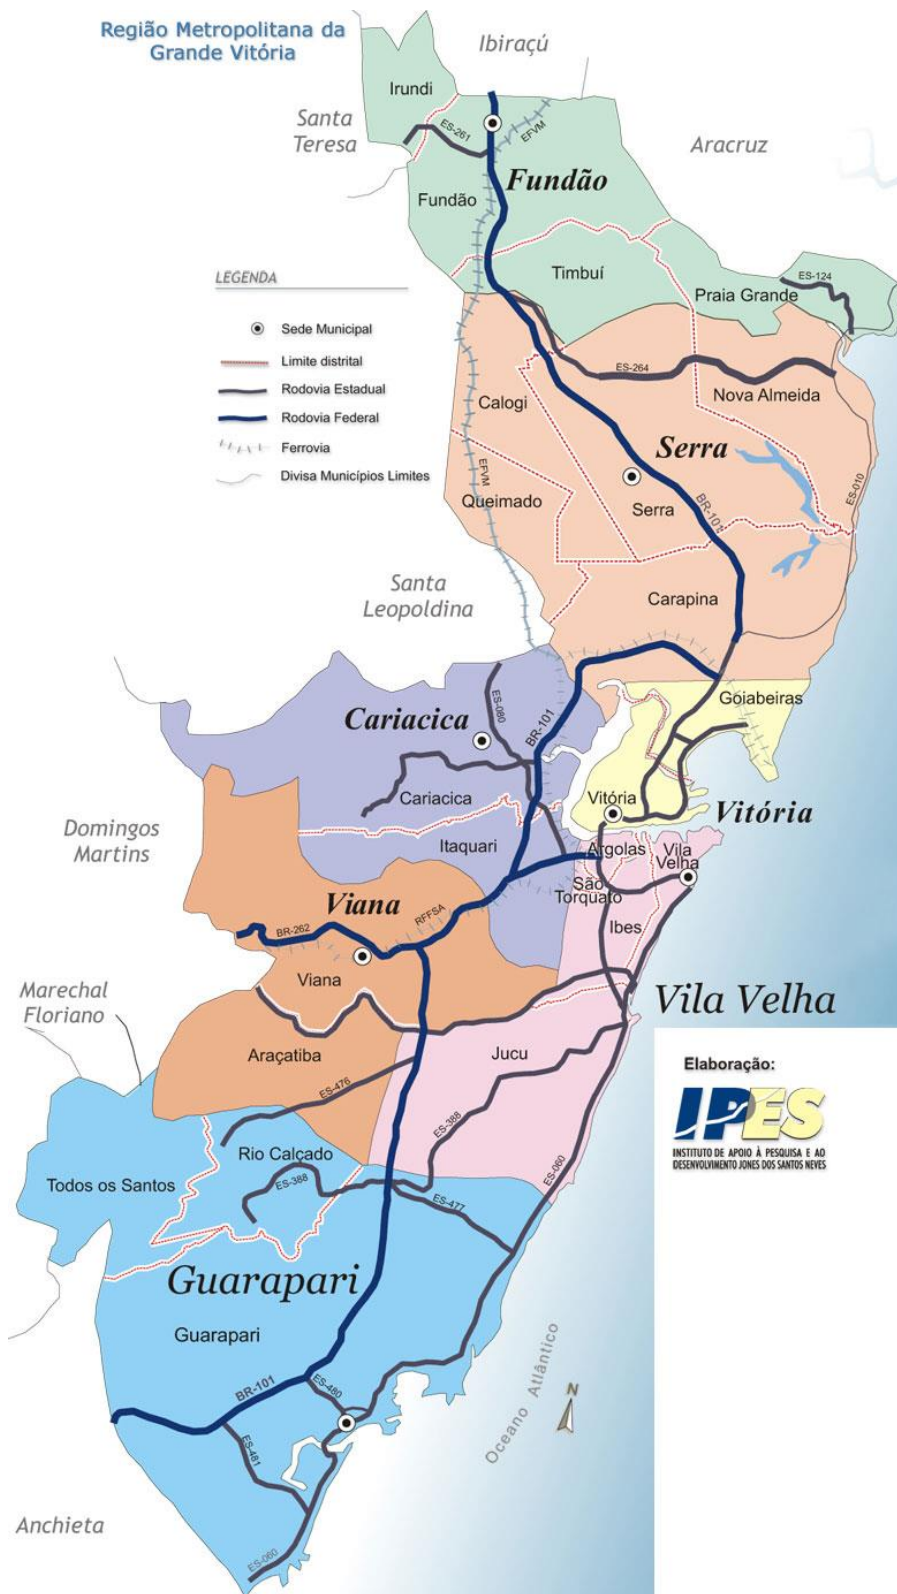 Região Metropolitana da
Grande Vitória
Ibiraçú
Irundi
Santa
Teresa
ES-261
EFVM
Aracruz
Fundão
Fundão
Timbuí
ES-124
Praia Grande
LEGENDA
Sede Municipal
Limite distrital
Rodovia Estadual
Rodovia Federal
Ferrovia
Divisa Municípios Limites
ES-264
Nova Almeida
Calogi
Serra
EFVM
Queimado
Serra
BR-101
ES-010
Santa
Leopoldina
Carapina
Goiabeiras
ES-080
Cariacica
BR-101
Cariacica
Vitória
Vitória
Domingos
Martins
Itaquari
Argolas
Vila
Velha
São
Torquato
Viana
RFFSA
Ibes
BR-262
Viana
Marechal
Floriano
Vila Velha
Araçatiba
Jucu
ES-476
ES-388
Elaboração:
IPES
INSTITUTO DE APOIO À PESQUISA E AO
DESENVOLVIMENTO JONES DOS SANTOS NEVES
Rio Calçado
Todos os Santos
ES-388
ES-060
ES-477
Guarapari
Guarapari
Oceano Atlântico
N
BR-101
ES-480
ES-481
Anchieta
ES-060